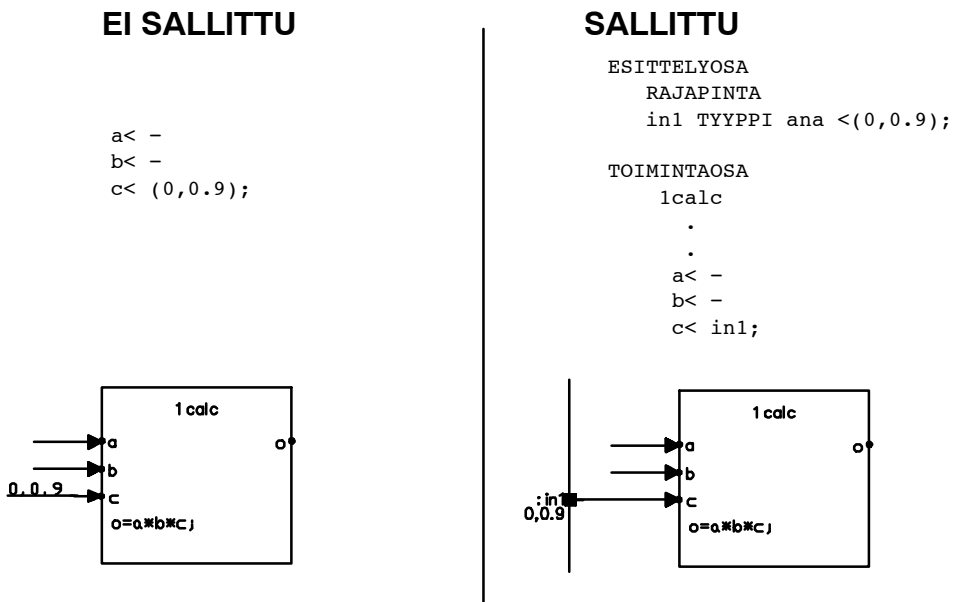 EI SALLITTU
a< –
b< –
c< (0,0.9);
1 calc
a
o
b
0,0.9
c
o=a*b*c;
SALLITTU
ESITTELYOSA
RAJAPINTA
in1 TYYPPI ana <(0,0.9);
TOIMINTAOSA
1calc
.
.
a< –
b< –
c< in1;
1 calc
a
o
b
:in1
c
0,0.9
o=a*b*c;